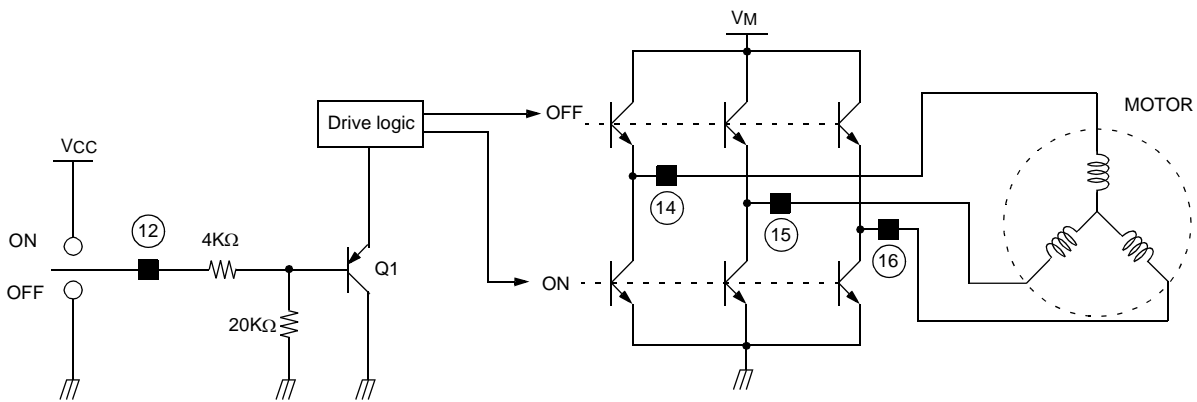 VM
Drive logic
OFF
MOTOR
VCC
12
14
15
ON
4KΩ
16
Q1
OFF
ON
20KΩ